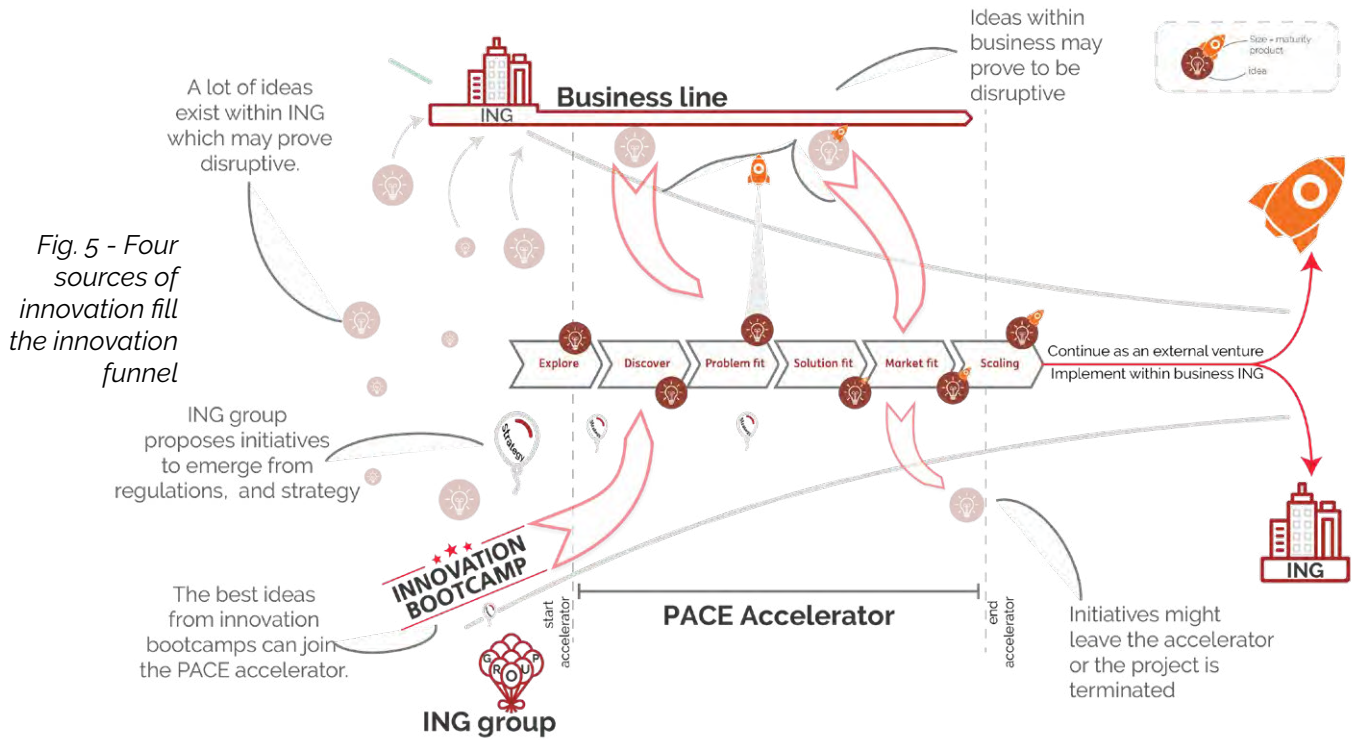 Ideas within
business may
prove to be
disruptive
Size = maturity
product
idea
A lot of ideas
exist within ING
which may prove
disruptive.
ING
Business line
Fig. 5 - Four
sources of
innovation fill
the innovation
funnel
Explore
Discover
Problem fit
Solution fit
Market fit
Scaling
Continue as an external venture
Implement within business ING
ING group
proposes initiatives
to emerge from
regulations, and strategy
Strategy
INNOVATION
BOOTCAMP
The best ideas
from innovation
bootcamps can join
the PACE accelerator.
start
accelerator
PACE Accelerator
end
accelerator
Initiatives might
leave the accelerator
or the project is
terminated
ING
GROUP
ING group